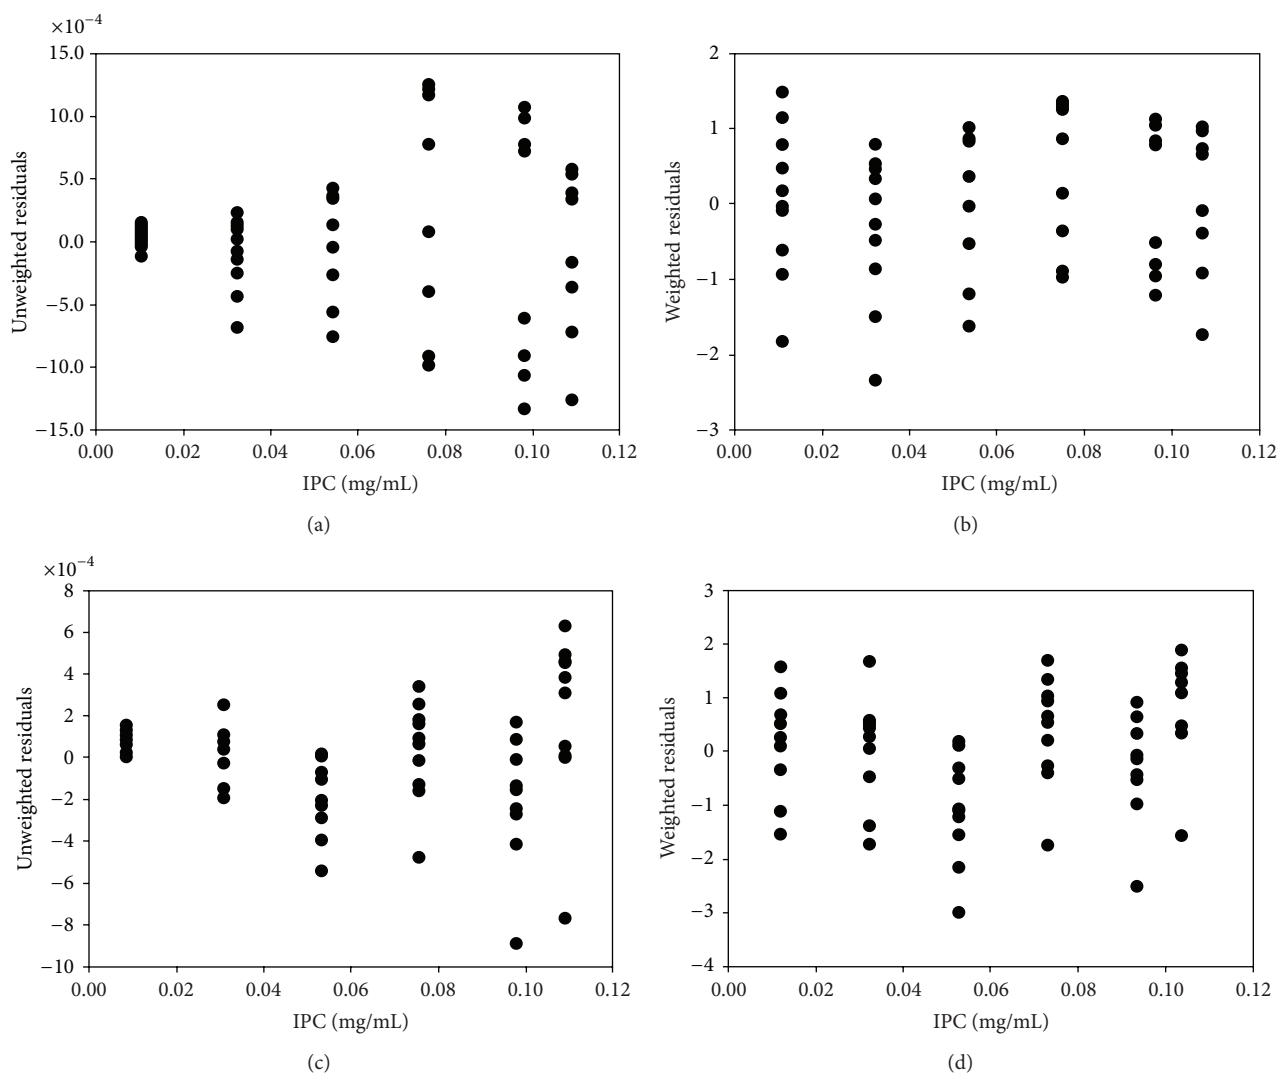 ×10⁻⁴
15.0
10.0
5.0
0.0
−5.0
−10.0
−15.0
Unweighted residuals
0.00 0.02 0.04 0.06 0.08 0.10 0.12
IPC (mg/mL)
(a)
2
1
0
−1
−2
−3
Weighted residuals
0.00 0.02 0.04 0.06 0.08 0.10 0.12
IPC (mg/mL)
(b)
×10⁻⁴
8
6
4
2
0
−2
−4
−6
−8
−10
Unweighted residuals
0.00 0.02 0.04 0.06 0.08 0.10 0.12
IPC (mg/mL)
(c)
3
2
1
0
−1
−2
−3
−4
Weighted residuals
0.00 0.02 0.04 0.06 0.08 0.10 0.12
IPC (mg/mL)
(d)